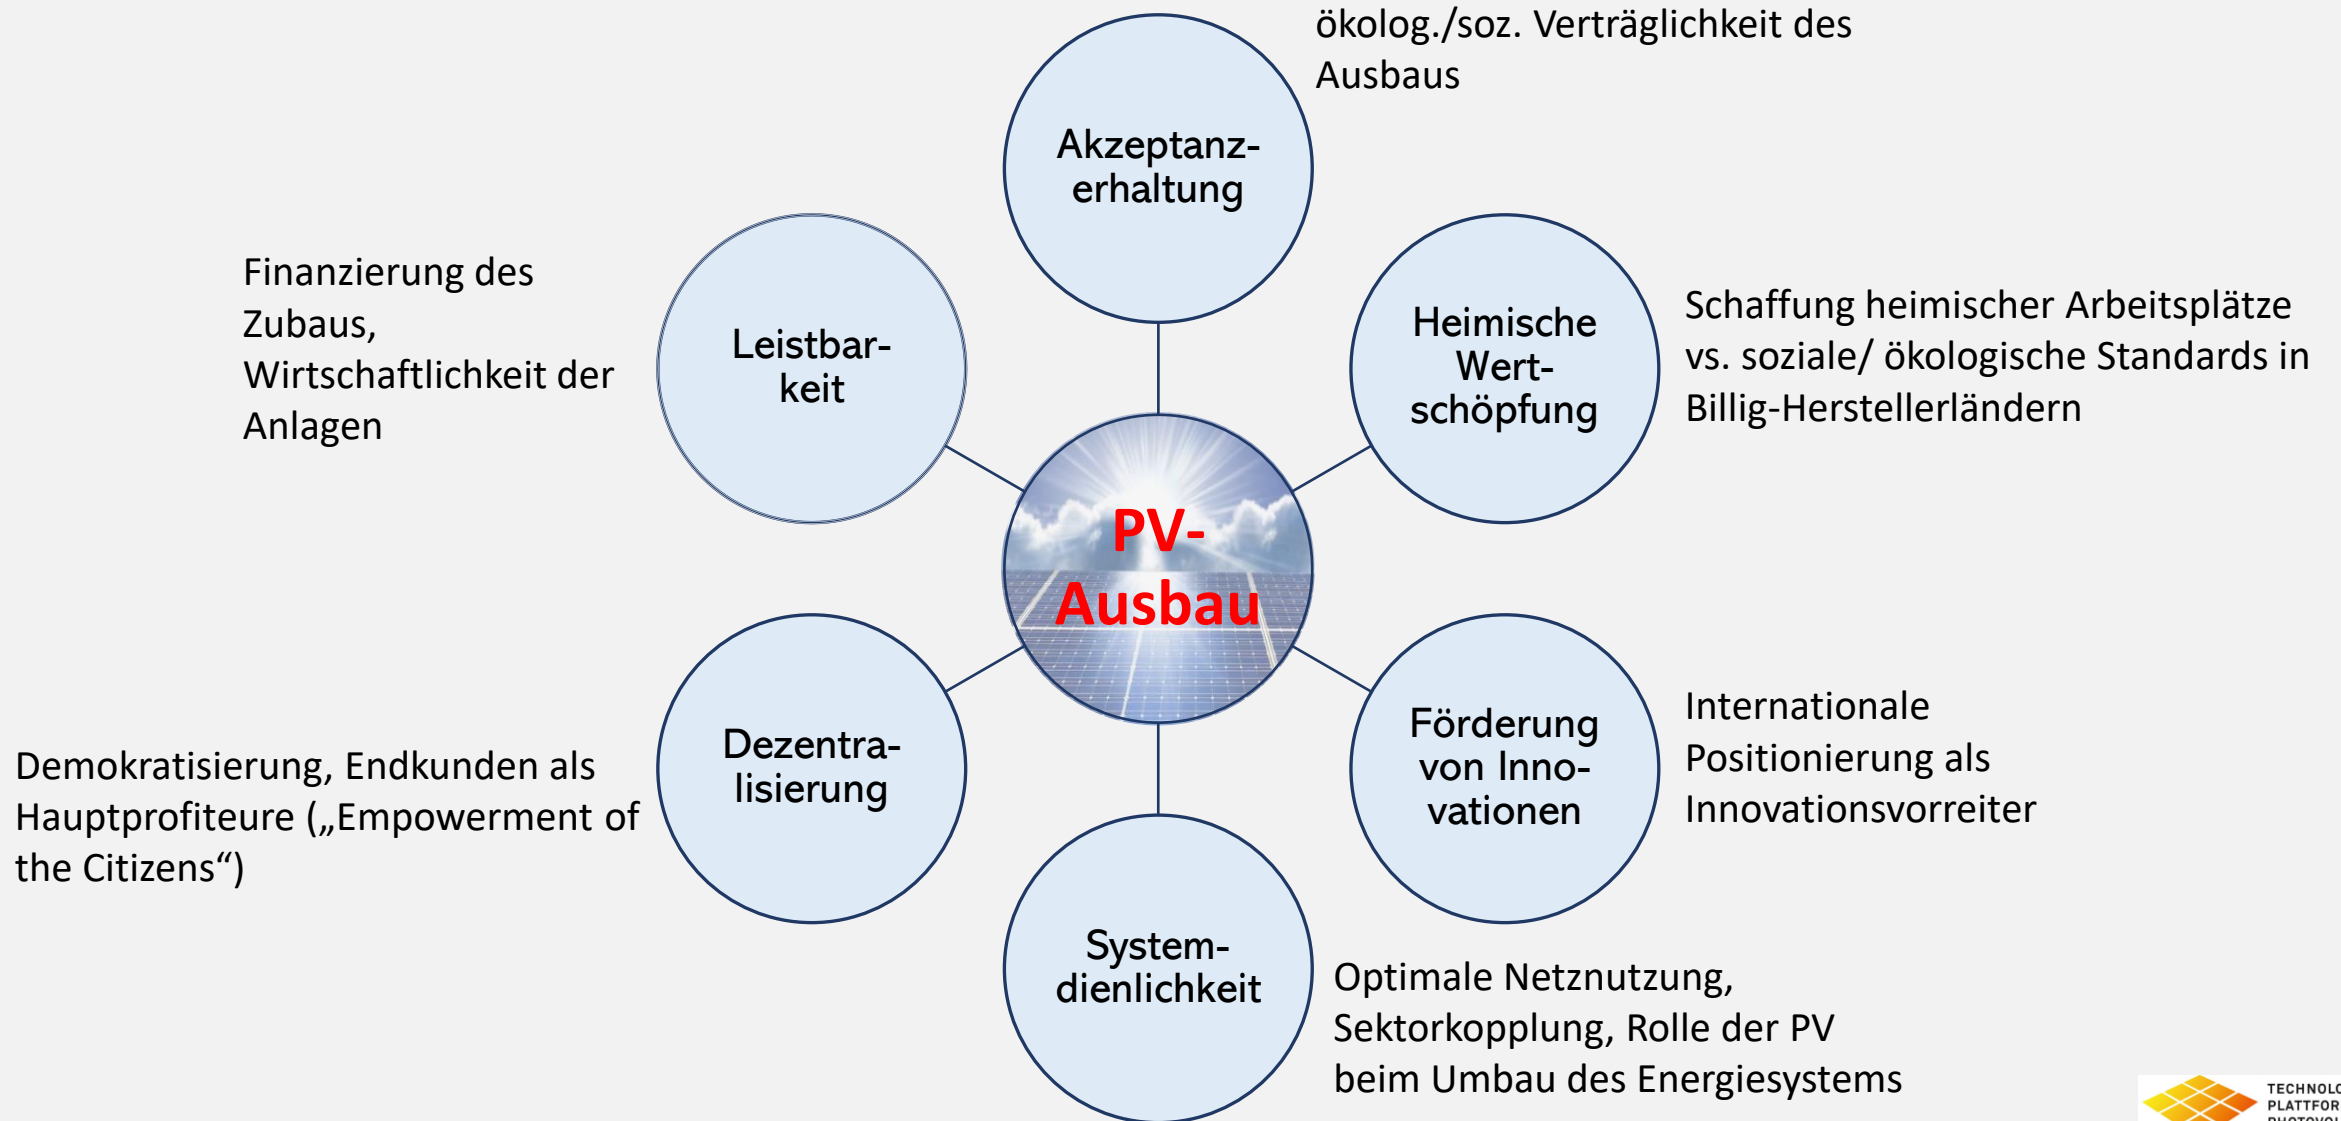 ökolog./soz. Verträglichkeit des
Ausbaus
Akzeptanz-
erhaltung
Heimische
Wert-
schöpfung
Schaffung heimischer Arbeitsplätze
vs. soziale/ ökologische Standards in
Billig-Herstellerländern
Förderung
von Inno-
vationen
Internationale
Positionierung als
Innovationsvorreiter
System-
dienlichkeit
Optimale Netznutzung,
Sektorkopplung, Rolle der PV
beim Umbau des Energiesystems
Dezentra-
lisierung
Demokratisierung, Endkunden als
Hauptprofiteure („Empowerment of
the Citizens“)
Leistbar-
keit
Finanzierung des
Zubaus,
Wirtschaftlichkeit der
Anlagen
PV-
Ausbau
TECHNOLO
PLATTFOR